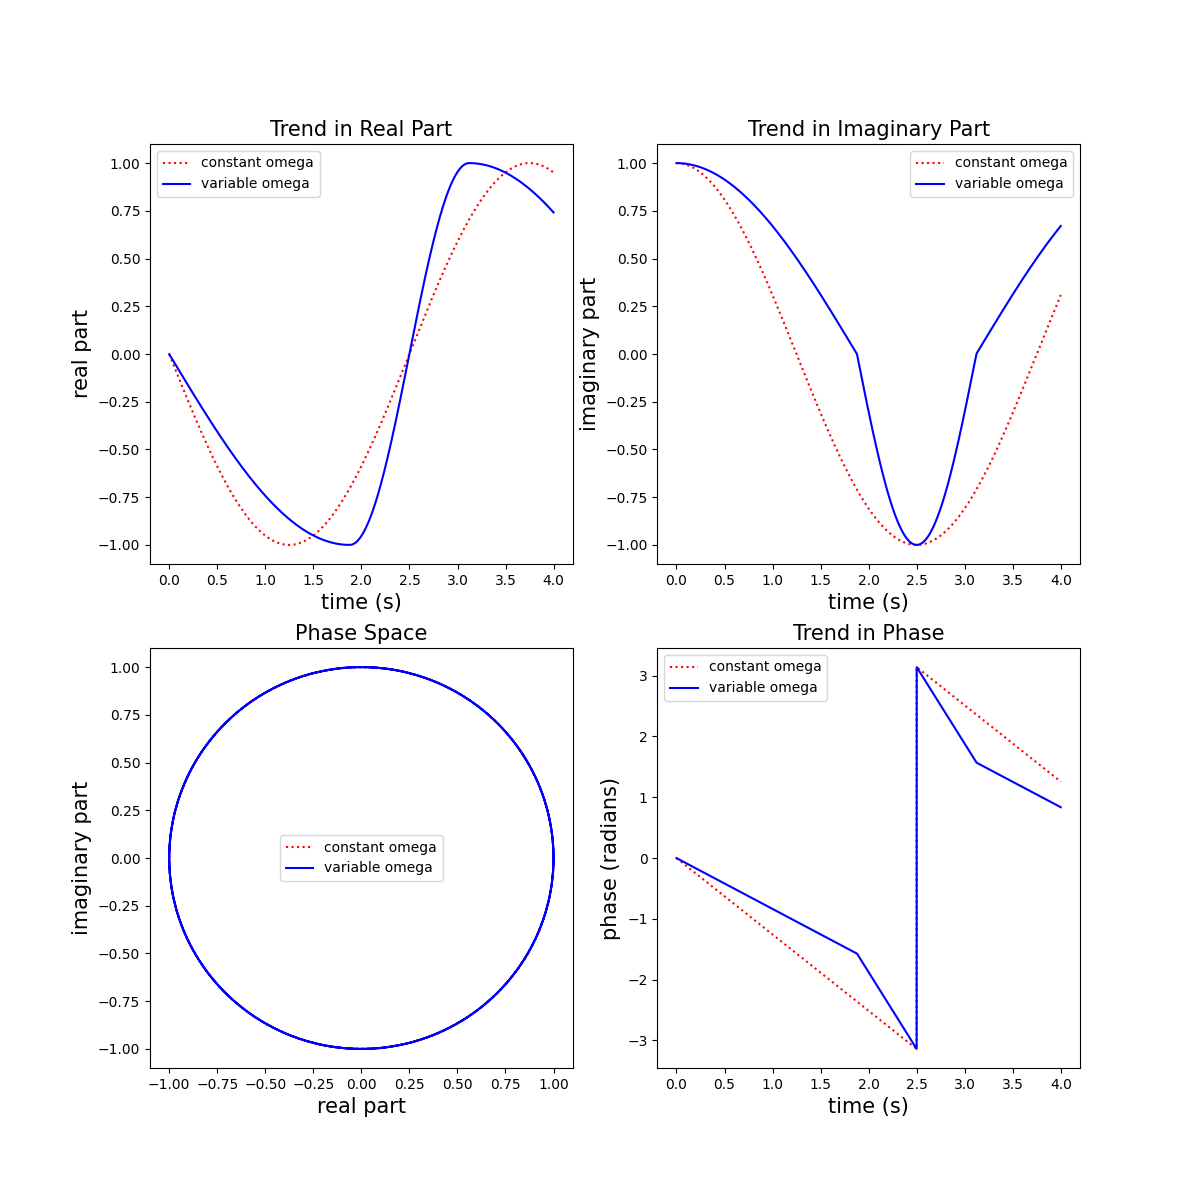 Trend in Real Part
constant omega
variable omega
1.00
0.75
0.50
0.25
0.00
−0.25
−0.50
−0.75
−1.00
real part
0.0 0.5 1.0 1.5 2.0 2.5 3.0 3.5 4.0
time (s)
Trend in Imaginary Part
constant omega
variable omega
1.00
0.75
0.50
0.25
0.00
−0.25
−0.50
−0.75
−1.00
imaginary part
0.0 0.5 1.0 1.5 2.0 2.5 3.0 3.5 4.0
time (s)
Phase Space
constant omega
variable omega
1.00
0.75
0.50
0.25
0.00
−0.25
−0.50
−0.75
−1.00
imaginary part
−1.00 −0.75 −0.50 −0.25 0.00 0.25 0.50 0.75 1.00
real part
Trend in Phase
constant omega
variable omega
3
2
1
0
−1
−2
−3
phase (radians)
0.0 0.5 1.0 1.5 2.0 2.5 3.0 3.5 4.0
time (s)